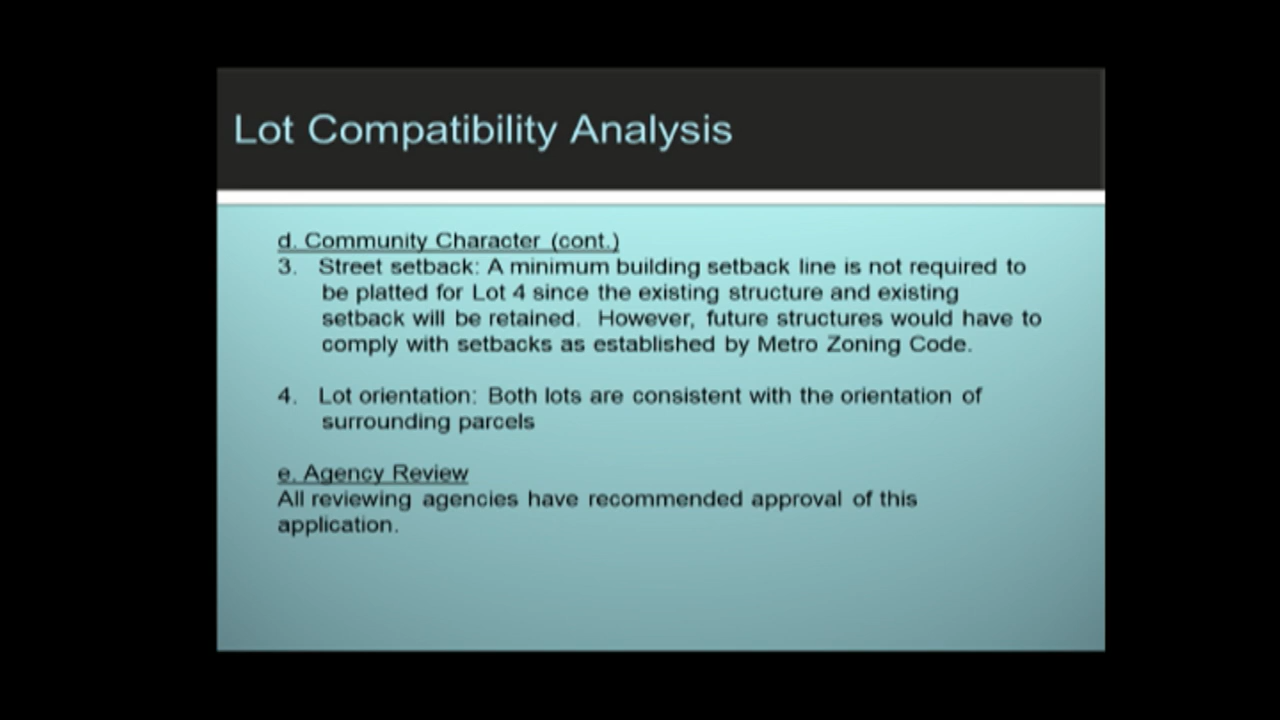 Lot Compatibility Analysis
d. Community Character (cont.)
3. Street setback: A minimum building setback line is not required to
be platted for Lot 4 since the existing structure and existing
setback will be retained. However, future structures would have to
comply with setbacks as established by Metro Zoning Code.
4. Lot orientation: Both lots are consistent with the orientation of
surrounding parcels
e. Agency Review
All reviewing agencies have recommended approval of this
application.